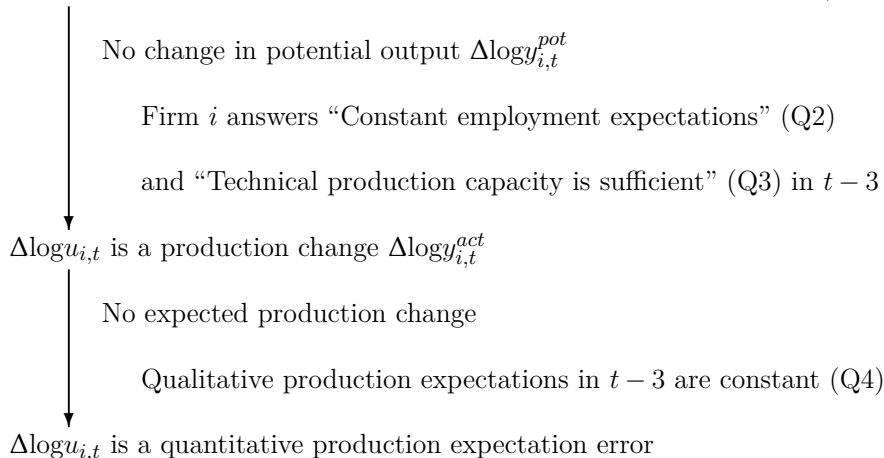 No change in potential output Δlogy^{pot}_{i,t}
Firm i answers “Constant employment expectations” (Q2)
and “Technical production capacity is sufficient” (Q3) in t − 3
Δlogu_{i,t} is a production change Δlogy^{act}_{i,t}
No expected production change
Qualitative production expectations in t − 3 are constant (Q4)
Δlogu_{i,t} is a quantitative production expectation error